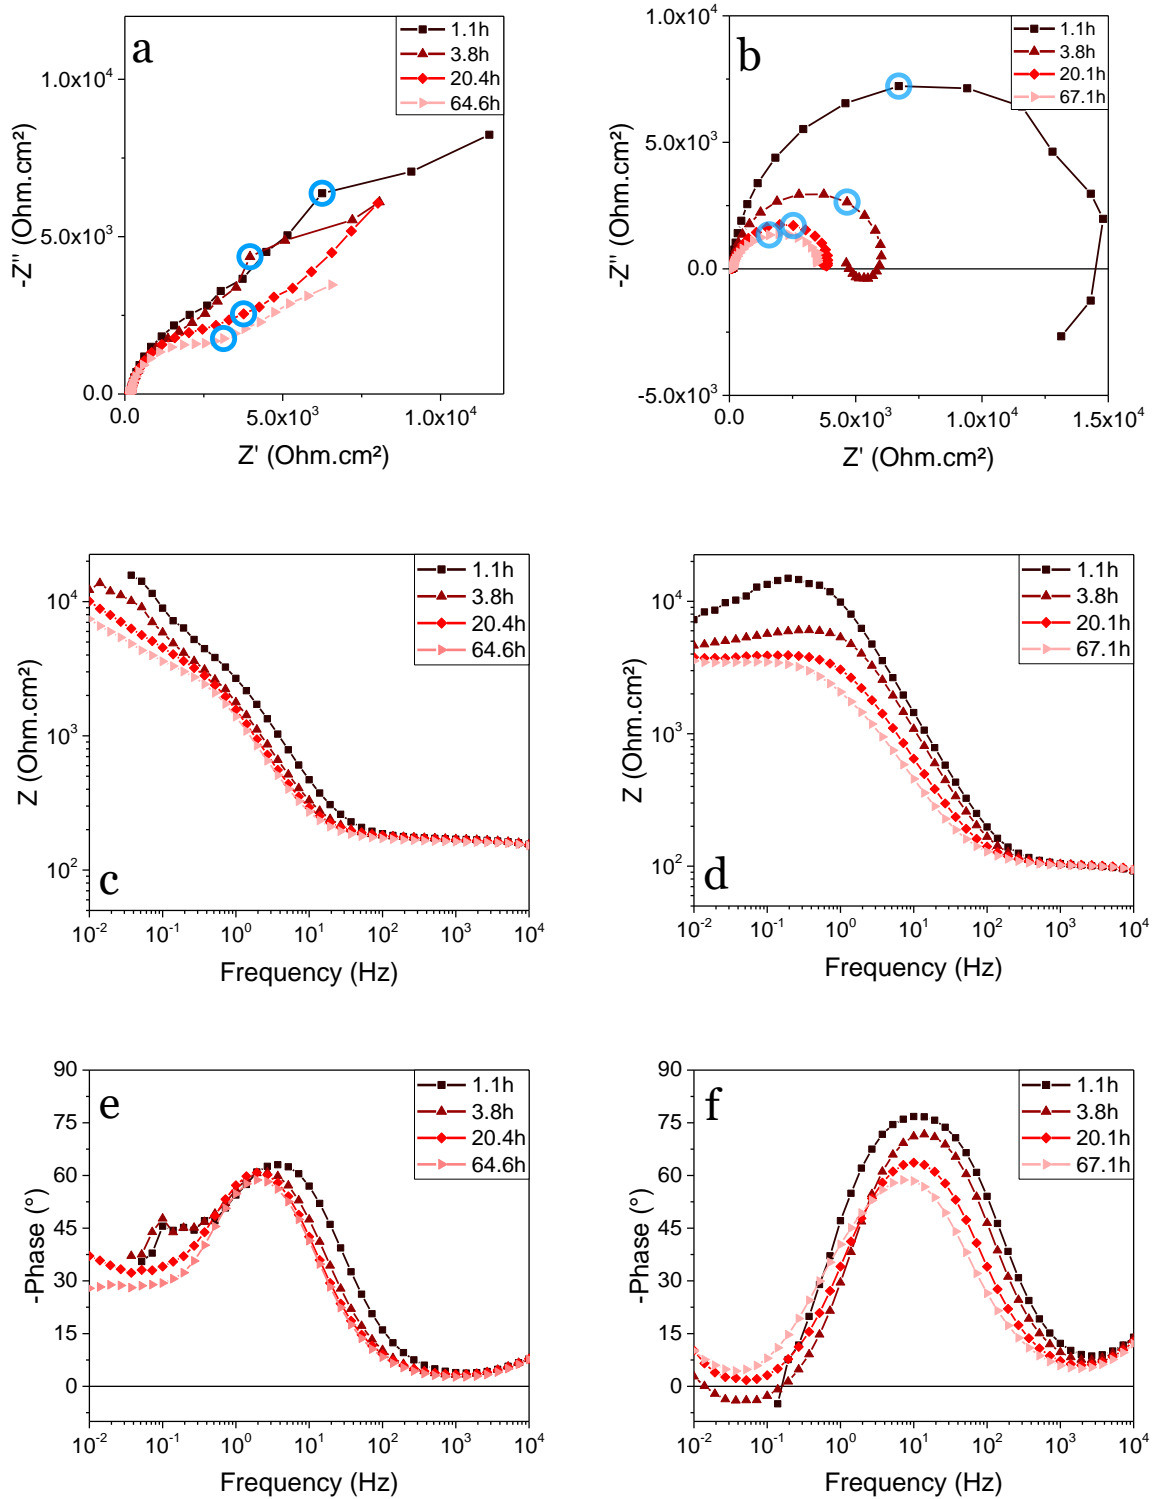 a
1.1h
3.8h
20.4h
64.6h
1.0x10⁴
5.0x10³
0.0
-Z'' (Ohm.cm²)
0.0
5.0x10³
1.0x10⁴
Z' (Ohm.cm²)
b
1.1h
3.8h
20.1h
67.1h
1.0x10⁴
5.0x10³
0.0
-5.0x10³
-Z'' (Ohm.cm²)
0.0
5.0x10³
1.0x10⁴
1.5x10⁴
Z' (Ohm.cm²)
c
1.1h
3.8h
20.4h
64.6h
10⁴
10³
10²
Z (Ohm.cm²)
10⁻²
10⁻¹
10⁰
10¹
10²
10³
10⁴
Frequency (Hz)
d
1.1h
3.8h
20.1h
67.1h
10⁴
10³
10²
Z (Ohm.cm²)
10⁻²
10⁻¹
10⁰
10¹
10²
10³
10⁴
Frequency (Hz)
e
1.1h
3.8h
20.4h
64.6h
90
75
60
45
30
15
0
-Phase (°)
10⁻²
10⁻¹
10⁰
10¹
10²
10³
10⁴
Frequency (Hz)
f
1.1h
3.8h
20.1h
67.1h
90
75
60
45
30
15
0
-Phase (°)
10⁻²
10⁻¹
10⁰
10¹
10²
10³
10⁴
Frequency (Hz)